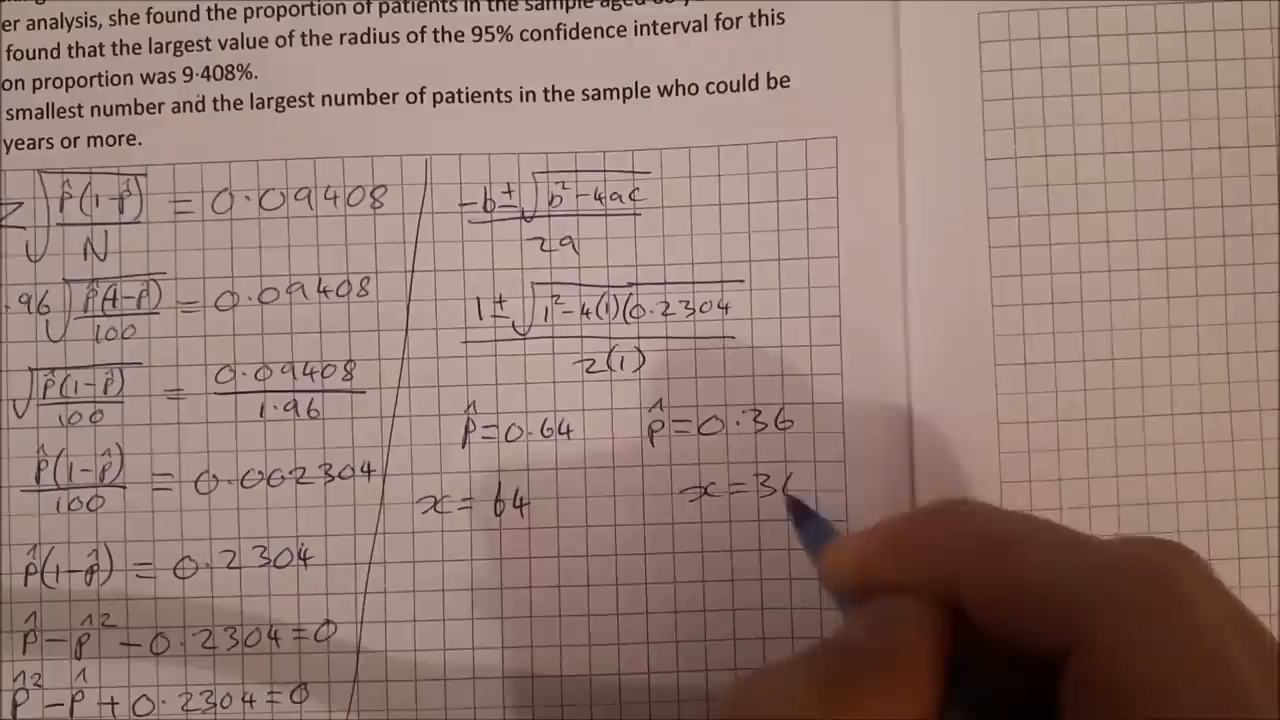 er analysis, she found the proportion of patients in the sample aged
found that the largest value of the radius of the 95% confidence interval for this
on proportion was 9·408%.
smallest number and the largest number of patients in the sample who could be
years or more.
z√(p̂(1-p̂)/N) = 0.09408
.96√(p̂(1-p̂)/100) = 0.09408
√(p̂(1-p̂)/100) = 0.09408/1.96
p̂(1-p̂)/100 = 0.002304
p̂(1-p̂) = 0.2304
p̂-p̂²-0.2304=0
p̂²-p̂+0.2304=0
-b±√(b²-4ac)
2a
1±√(1²-4(1)(0.2304
2(1)
p̂=0.64 p̂=0.36
x=64 x=36